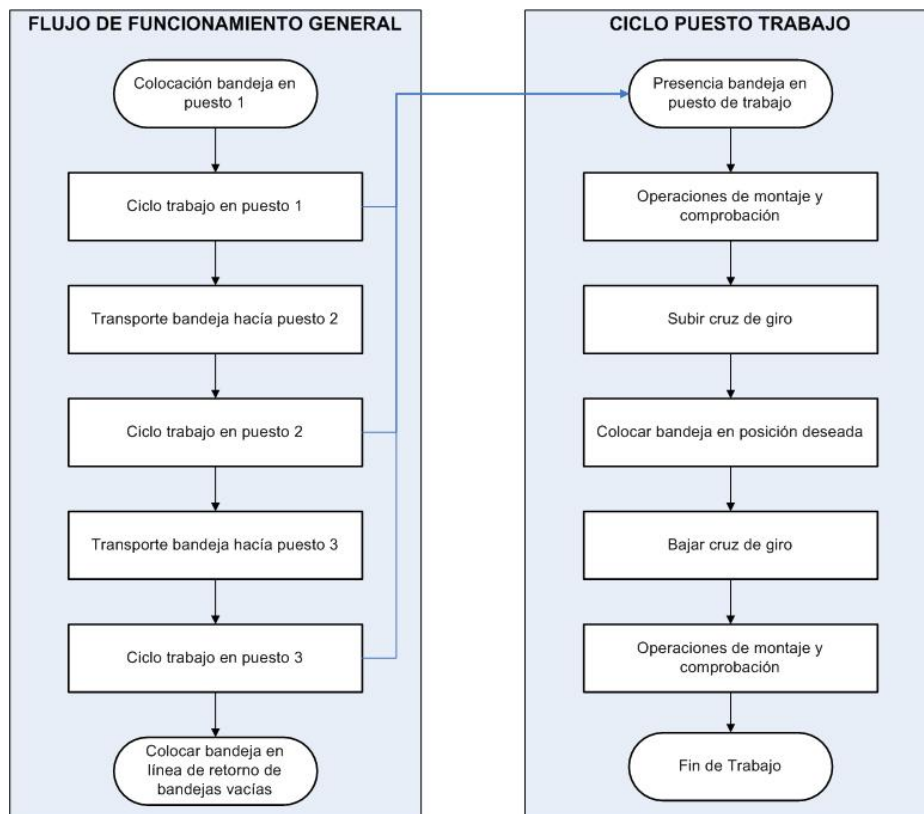 FLUJO DE FUNCIONAMIENTO GENERAL
Colocación bandeja en
puesto 1
Ciclo trabajo en puesto 1
Transporte bandeja hacía puesto 2
Ciclo trabajo en puesto 2
Transporte bandeja hacía puesto 3
Ciclo trabajo en puesto 3
Colocar bandeja en
línea de retorno de
bandejas vacías
CICLO PUESTO TRABAJO
Presencia bandeja en
puesto de trabajo
Operaciones de montaje y
comprobación
Subir cruz de giro
Colocar bandeja en posición deseada
Bajar cruz de giro
Operaciones de montaje y
comprobación
Fin de Trabajo